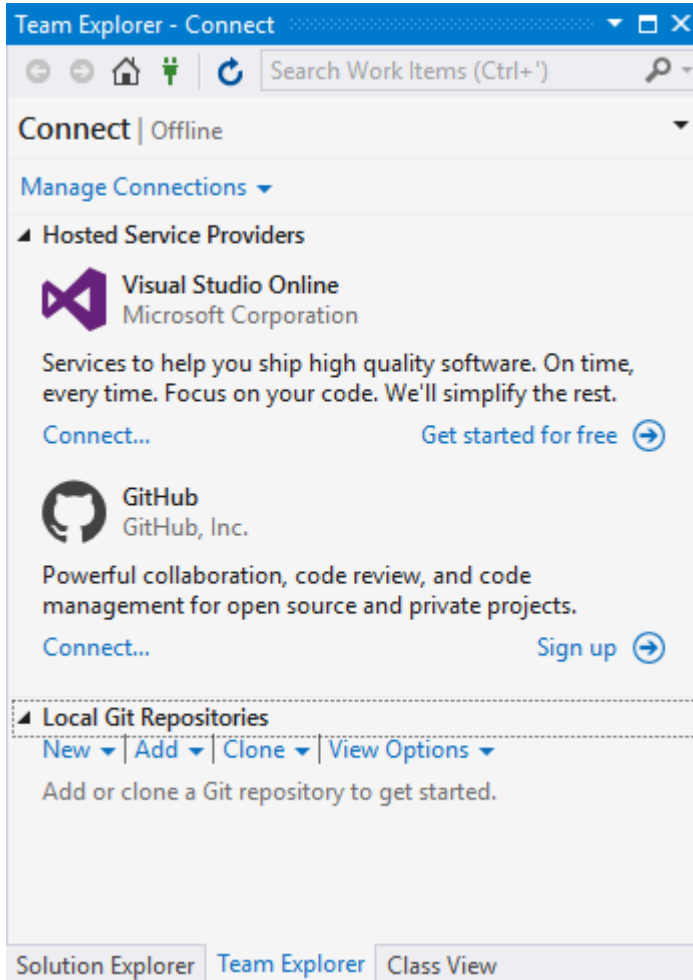 Team Explorer - Connect
Search Work Items (Ctrl+')
Connect | Offline
Manage Connections
Hosted Service Providers
Visual Studio Online
Microsoft Corporation
Services to help you ship high quality software. On time,
every time. Focus on your code. We'll simplify the rest.
Connect... Get started for free
GitHub
GitHub, Inc.
Powerful collaboration, code review, and code
management for open source and private projects.
Connect... Sign up
Local Git Repositories
New | Add | Clone | View Options
Add or clone a Git repository to get started.
Solution Explorer Team Explorer Class View